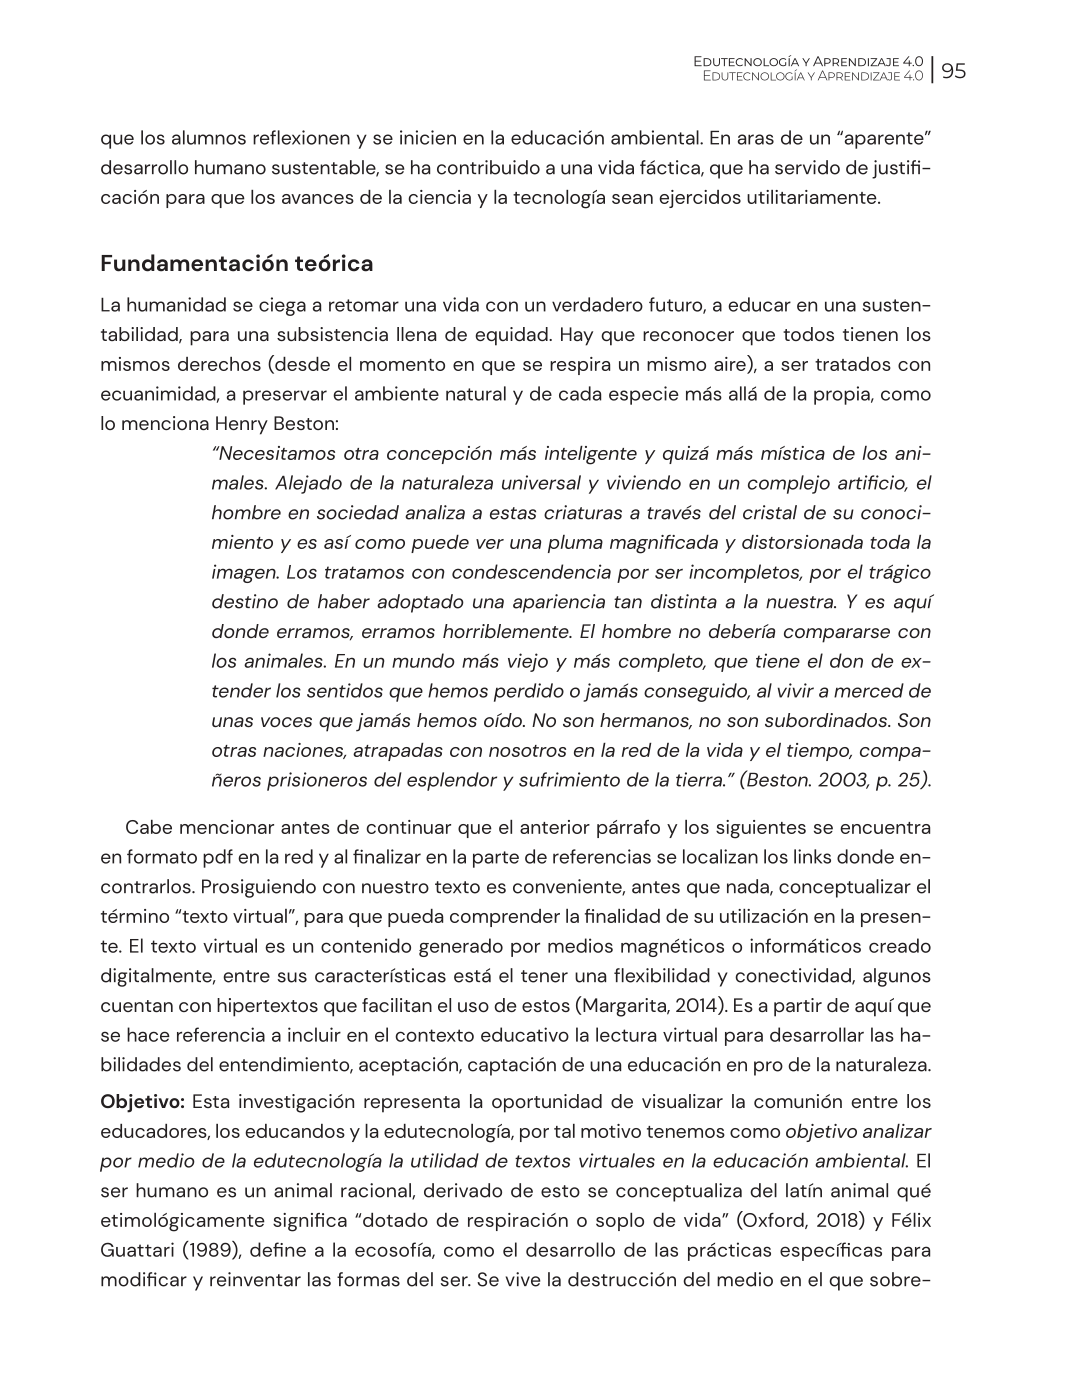 Edutecnología y Aprendizaje 4.0
Edutecnología y Aprendizaje 4.0
95
que los alumnos reflexionen y se inicien en la educación ambiental. En aras de un “aparente”
desarrollo humano sustentable, se ha contribuido a una vida fáctica, que ha servido de justifi-
cación para que los avances de la ciencia y la tecnología sean ejercidos utilitariamente.
Fundamentación teórica
La humanidad se ciega a retomar una vida con un verdadero futuro, a educar en una susten-
tabilidad, para una subsistencia llena de equidad. Hay que reconocer que todos tienen los
mismos derechos (desde el momento en que se respira un mismo aire), a ser tratados con
ecuanimidad, a preservar el ambiente natural y de cada especie más allá de la propia, como
lo menciona Henry Beston:
“Necesitamos otra concepción más inteligente y quizá más mística de los ani-
males. Alejado de la naturaleza universal y viviendo en un complejo artificio, el
hombre en sociedad analiza a estas criaturas a través del cristal de su conoci-
miento y es así como puede ver una pluma magnificada y distorsionada toda la
imagen. Los tratamos con condescendencia por ser incompletos, por el trágico
destino de haber adoptado una apariencia tan distinta a la nuestra. Y es aquí
donde erramos, erramos horriblemente. El hombre no debería compararse con
los animales. En un mundo más viejo y más completo, que tiene el don de ex-
tender los sentidos que hemos perdido o jamás conseguido, al vivir a merced de
unas voces que jamás hemos oído. No son hermanos, no son subordinados. Son
otras naciones, atrapadas con nosotros en la red de la vida y el tiempo, compa-
ñeros prisioneros del esplendor y sufrimiento de la tierra.” (Beston. 2003, p. 25).
Cabe mencionar antes de continuar que el anterior párrafo y los siguientes se encuentra
en formato pdf en la red y al finalizar en la parte de referencias se localizan los links donde en-
contrarlos. Prosiguiendo con nuestro texto es conveniente, antes que nada, conceptualizar el
término “texto virtual”, para que pueda comprender la finalidad de su utilización en la presen-
te. El texto virtual es un contenido generado por medios magnéticos o informáticos creado
digitalmente, entre sus características está el tener una flexibilidad y conectividad, algunos
cuentan con hipertextos que facilitan el uso de estos (Margarita, 2014). Es a partir de aquí que
se hace referencia a incluir en el contexto educativo la lectura virtual para desarrollar las ha-
bilidades del entendimiento, aceptación, captación de una educación en pro de la naturaleza.
Objetivo: Esta investigación representa la oportunidad de visualizar la comunión entre los
educadores, los educandos y la edutecnología, por tal motivo tenemos como objetivo analizar
por medio de la edutecnología la utilidad de textos virtuales en la educación ambiental. El
ser humano es un animal racional, derivado de esto se conceptualiza del latín animal qué
etimológicamente significa “dotado de respiración o soplo de vida” (Oxford, 2018) y Félix
Guattari (1989), define a la ecosofía, como el desarrollo de las prácticas específicas para
modificar y reinventar las formas del ser. Se vive la destrucción del medio en el que sobre-